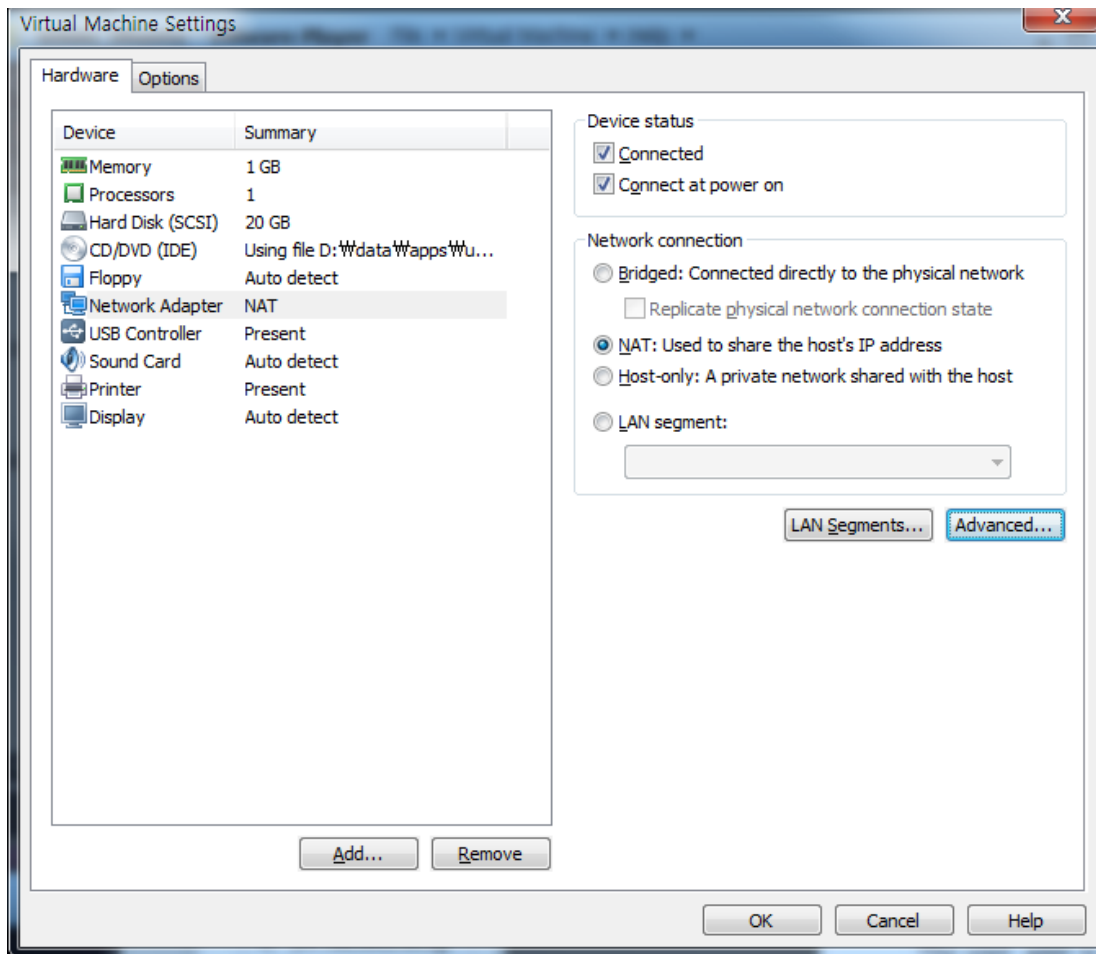 Virtual Machine Settings
Hardware
Options
Device Summary
Memory 1 GB
Processors 1
Hard Disk (SCSI) 20 GB
CD/DVD (IDE) Using file D:₩data₩apps₩u...
Floppy Auto detect
Network Adapter NAT
USB Controller Present
Sound Card Auto detect
Printer Present
Display Auto detect
Add... Remove
Device status
Connected
Connect at power on
Network connection
Bridged: Connected directly to the physical network
Replicate physical network connection state
NAT: Used to share the host's IP address
Host-only: A private network shared with the host
LAN segment:
LAN Segments... Advanced...
OK Cancel Help